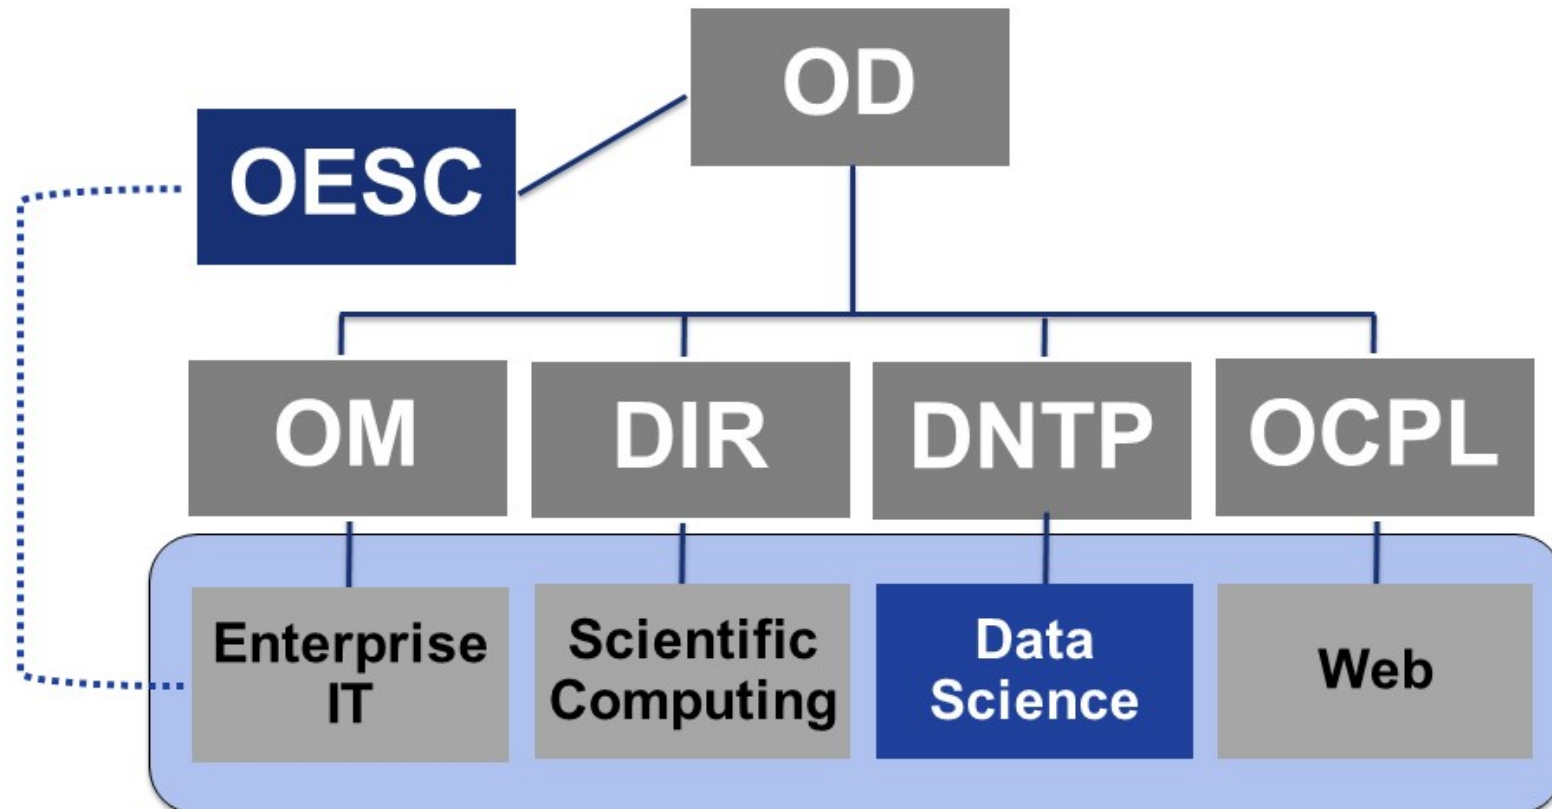 OD
OESC
OM
DIR
DNTP
OCPL
Enterprise
IT
Scientific
Computing
Data
Science
Web